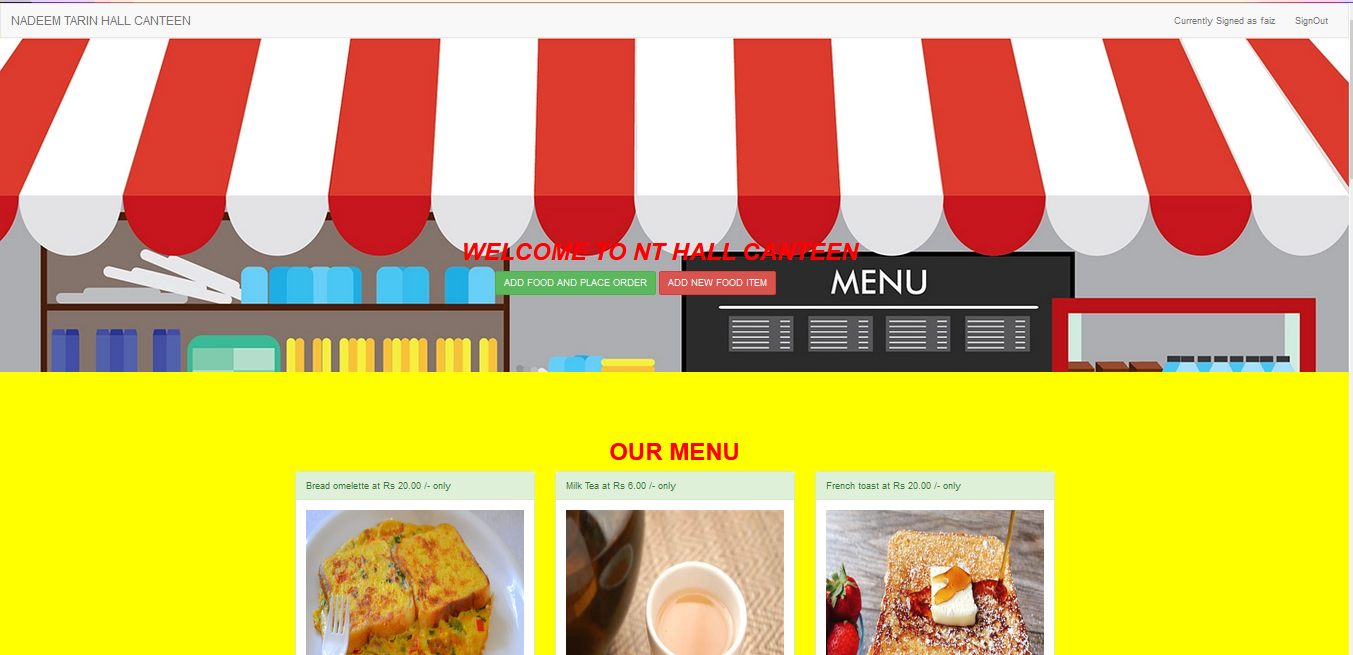 NADEEM TARIN HALL CANTEEN
Currently Signed as faiz SignOut
WELCOME TO NT HALL CANTEEN
ADD FOOD AND PLACE ORDER ADD NEW FOOD ITEM
MENU
OUR MENU
Bread omelette at Rs 20.00 /- only
Milk Tea at Rs 6.00 /- only
French toast at Rs 20.00 /- only